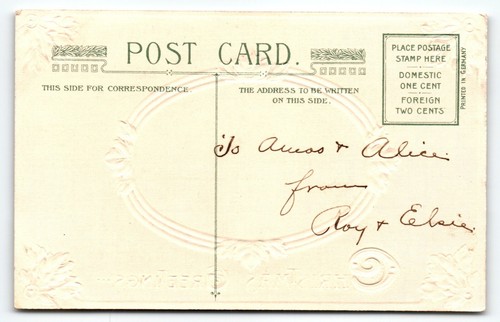 POST CARD.
THIS SIDE FOR CORRESPONDENCE
THE ADDRESS TO BE WRITTEN
ON THIS SIDE.
PLACE POSTAGE
STAMP HERE
DOMESTIC
ONE CENT
FOREIGN
TWO CENTS
PRINTED IN GERMANY
To Amos & Alice
from
Roy & Elsie